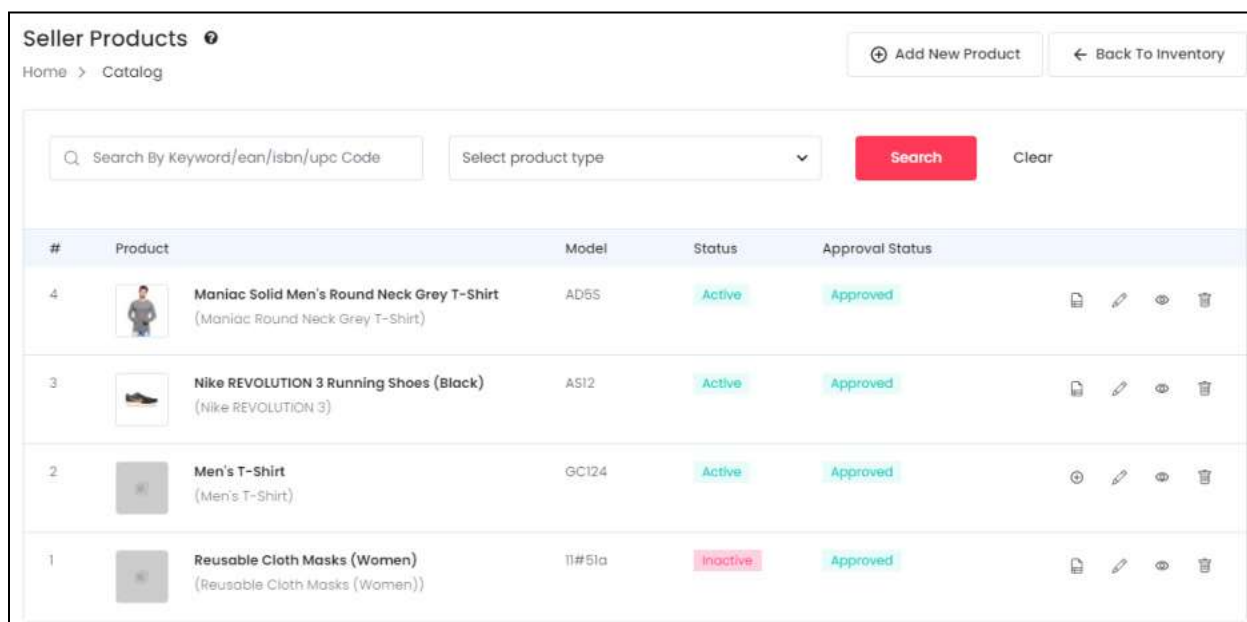 Seller Products
Add New Product
Back To Inventory
Home > Catalog
Search By Keyword/ean/isbn/upc Code
Select product type
Search
Clear
# Product Model Status Approval Status
4 Maniac Solid Men's Round Neck Grey T-Shirt AD5S Active Approved
(Maniac Round Neck Grey T-Shirt)
3 Nike REVOLUTION 3 Running Shoes (Black) AS12 Active Approved
(Nike REVOLUTION 3)
2 Men's T-Shirt GC124 Active Approved
(Men's T-Shirt)
1 Reusable Cloth Masks (Women) 11#51a Inactive Approved
(Reusable Cloth Masks (Women))